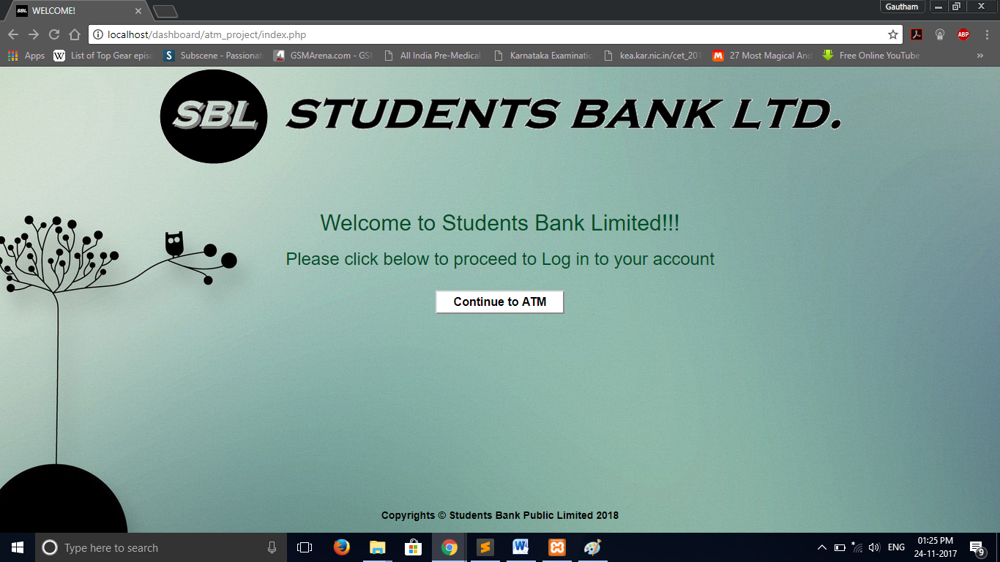 SBL WELCOME!
Gautham
localhost/dashboard/atm_project/index.php
ABP
Apps W List of Top Gear episo S Subscene - Passionat GSMArena.com - GSM All India Pre-Medical Karnataka Examinatio kea.kar.nic.in/cet_201 m 27 Most Magical And Free Online YouTube »
SBL STUDENTS BANK LTD.
Welcome to Students Bank Limited!!!
Please click below to proceed to Log in to your account
Continue to ATM
Copyrights © Students Bank Public Limited 2018
Type here to search
ENG
01:25 PM
24-11-2017
9